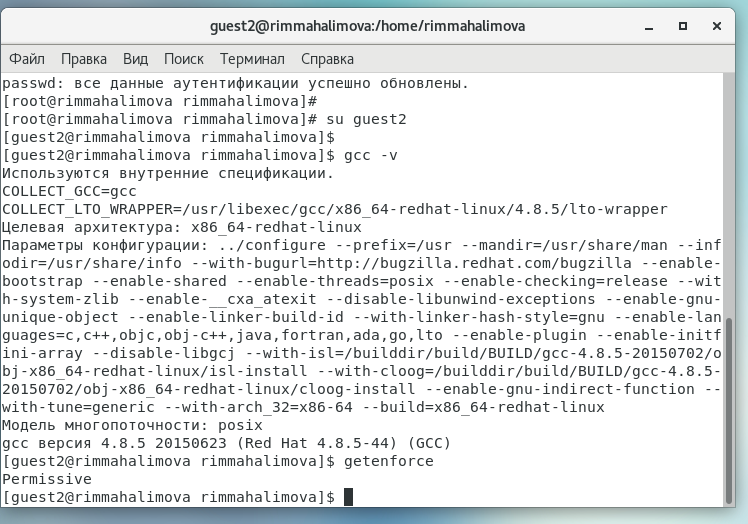 guest2@rimmahalimova:/home/rimmahalimova
Файл Правка Вид Поиск Терминал Справка
passwd: все данные аутентификации успешно обновлены.
[root@rimmahalimova rimmahalimova]#
[root@rimmahalimova rimmahalimova]# su guest2
[guest2@rimmahalimova rimmahalimova]$
[guest2@rimmahalimova rimmahalimova]$ gcc -v
Используются внутренние спецификации.
COLLECT_GCC=gcc
COLLECT_LTO_WRAPPER=/usr/libexec/gcc/x86_64-redhat-linux/4.8.5/lto-wrapper
Целевая архитектура: x86_64-redhat-linux
Параметры конфигурации: ../configure --prefix=/usr --mandir=/usr/share/man --inf
odir=/usr/share/info --with-bugurl=http://bugzilla.redhat.com/bugzilla --enable-
bootstrap --enable-shared --enable-threads=posix --enable-checking=release --wit
h-system-zlib --enable-__cxa_atexit --disable-libunwind-exceptions --enable-gnu-
unique-object --enable-linker-build-id --with-linker-hash-style=gnu --enable-lan
guages=c,c++,objc,obj-c++,java,fortran,ada,go,lto --enable-plugin --enable-initf
ini-array --disable-libgcj --with-isl=/builddir/build/BUILD/gcc-4.8.5-20150702/o
bj-x86_64-redhat-linux/isl-install --with-cloog=/builddir/build/BUILD/gcc-4.8.5-
20150702/obj-x86_64-redhat-linux/cloog-install --enable-gnu-indirect-function --
with-tune=generic --with-arch_32=x86-64 --build=x86_64-redhat-linux
Модель многопоточности: posix
gcc версия 4.8.5 20150623 (Red Hat 4.8.5-44) (GCC)
[guest2@rimmahalimova rimmahalimova]$ getenforce
Permissive
[guest2@rimmahalimova rimmahalimova]$